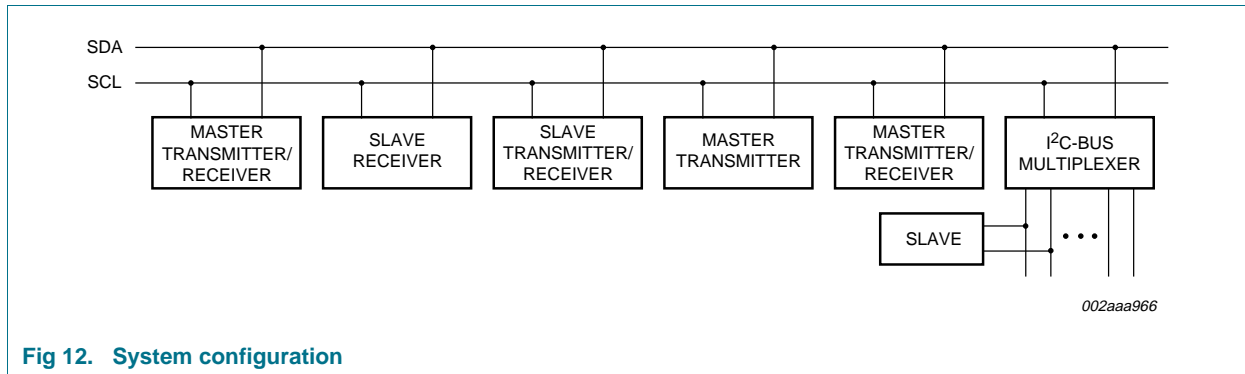 SDA
SCL
MASTER
TRANSMITTER/
RECEIVER
SLAVE
RECEIVER
SLAVE
TRANSMITTER/
RECEIVER
MASTER
TRANSMITTER
MASTER
TRANSMITTER/
RECEIVER
I²C-BUS
MULTIPLEXER
SLAVE
002aaa966
Fig 12. System configuration